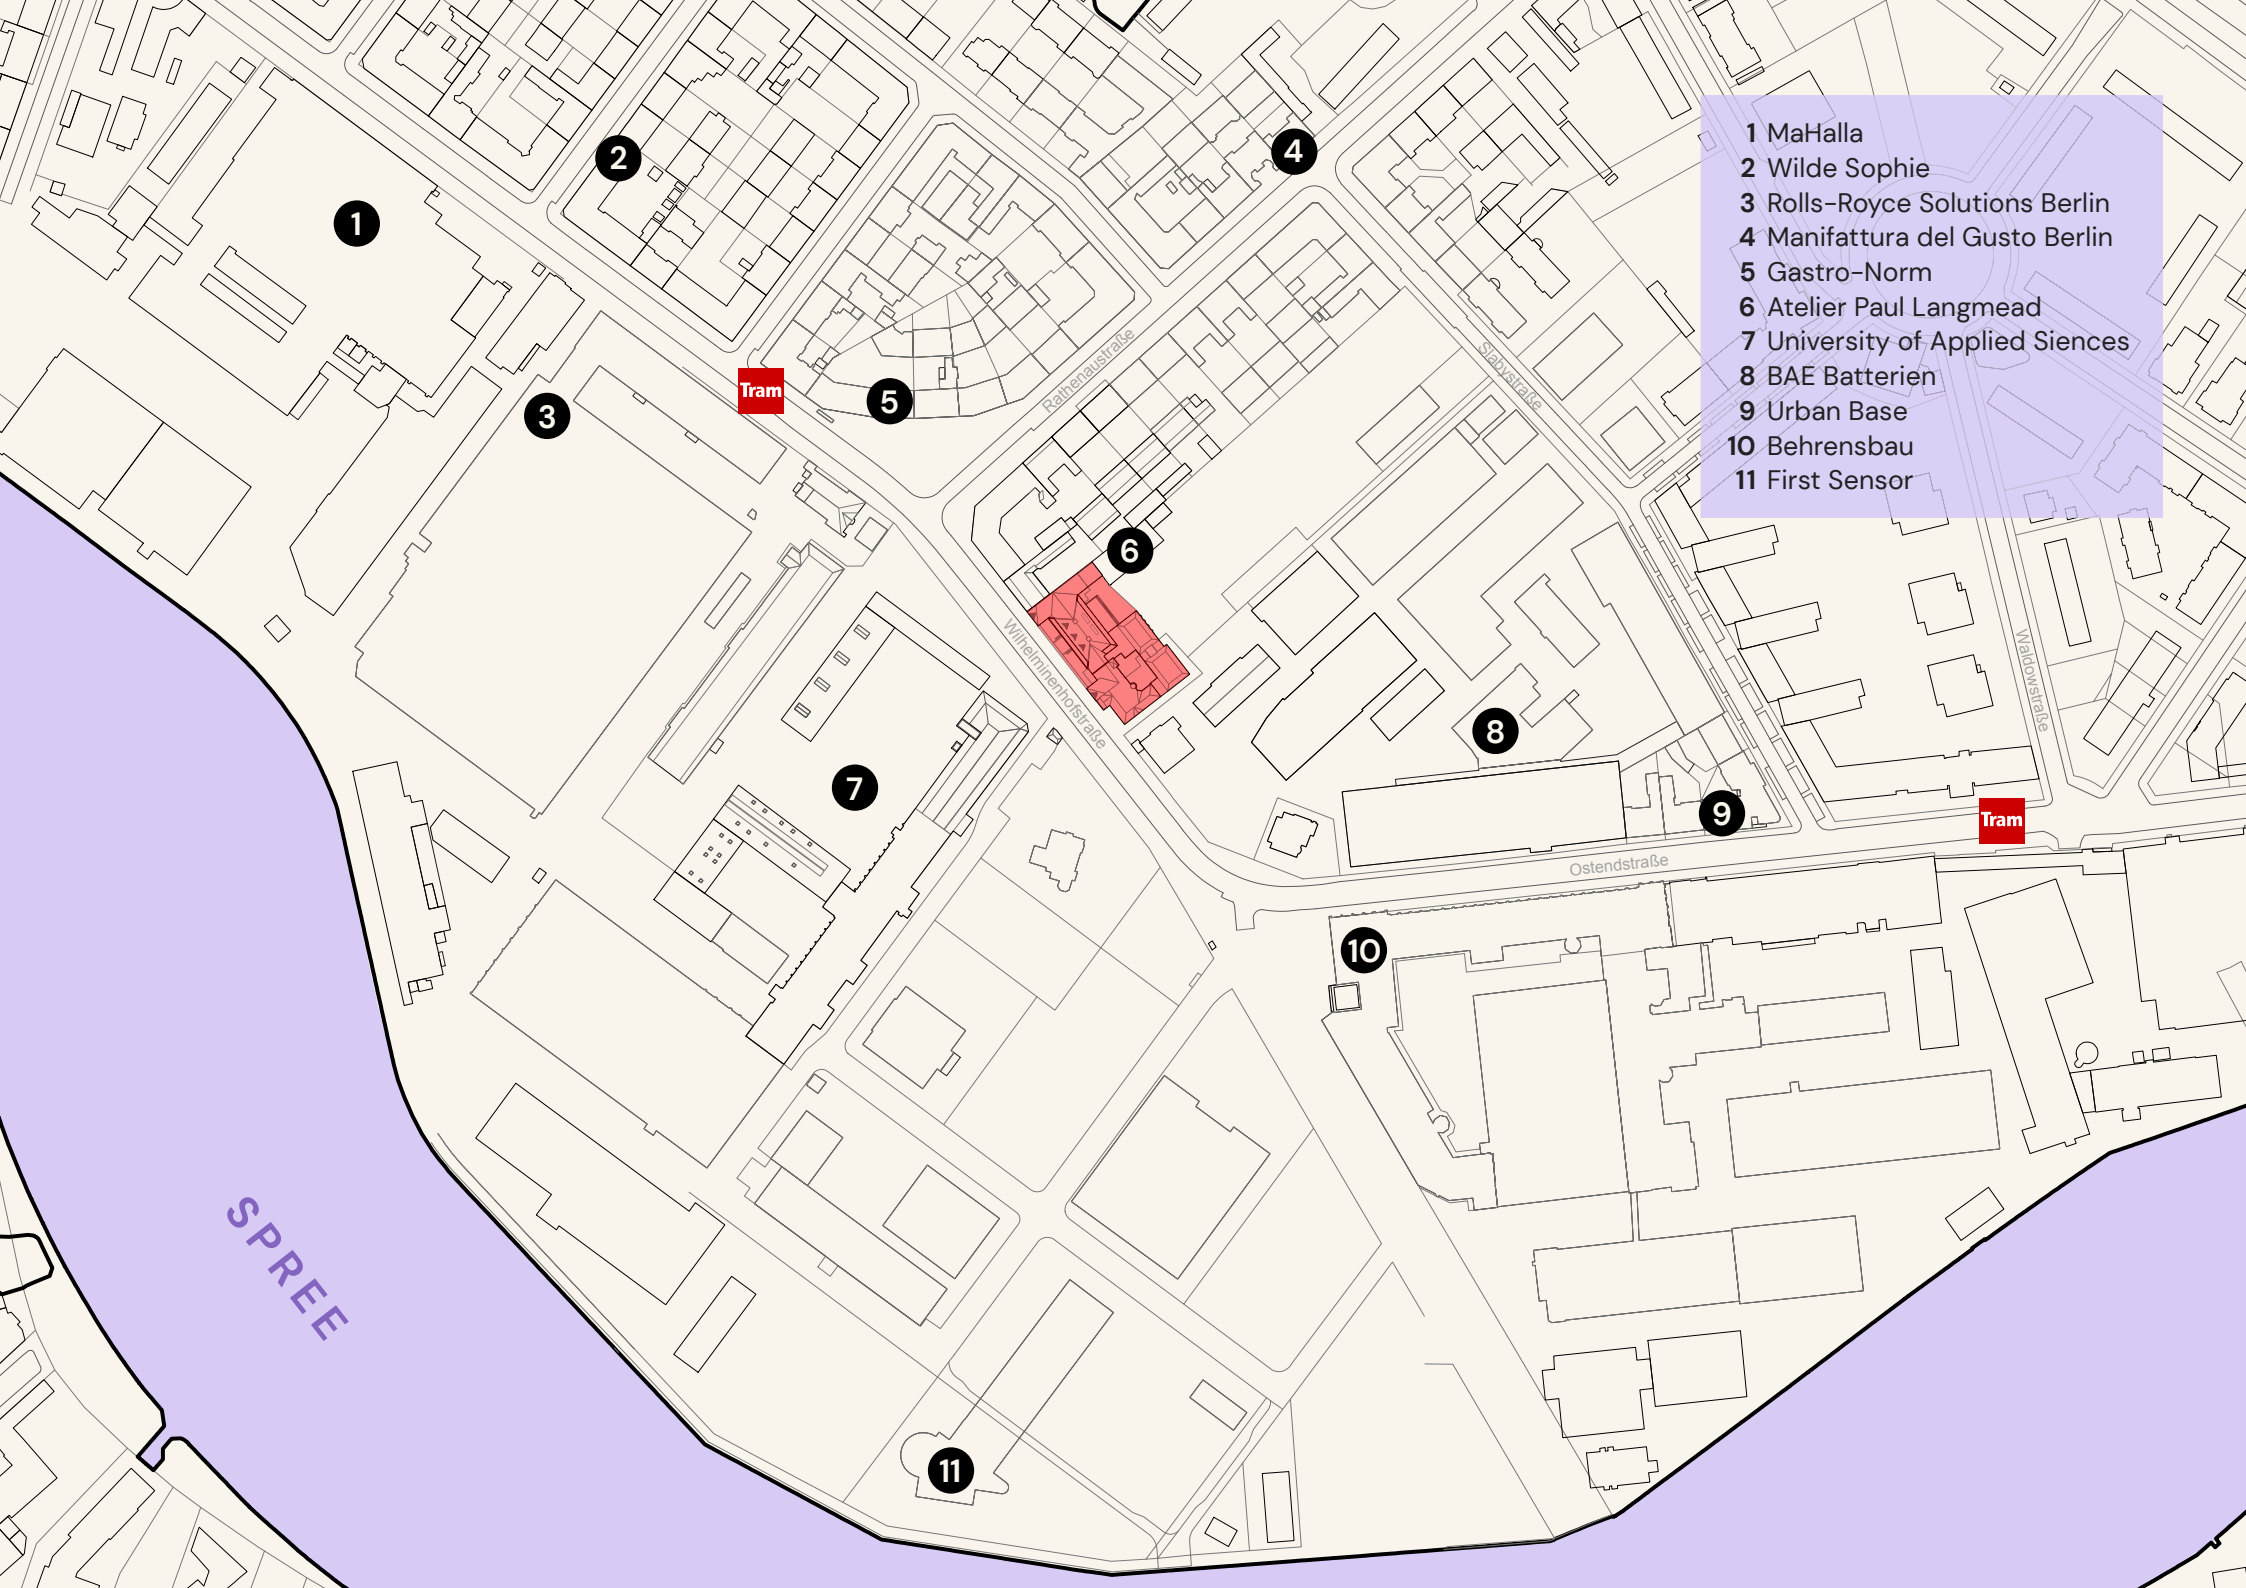 1 MaHalla
2 Wilde Sophie
3 Rolls-Royce Solutions Berlin
4 Manifattura del Gusto Berlin
5 Gastro-Norm
6 Atelier Paul Langmead
7 University of Applied Siences
8 BAE Batterien
9 Urban Base
10 Behrensbau
11 First Sensor
2
4
1
Rathenaustraße
Slabystraße
Tram
5
3
6
Wilhelminenhofstraße
Waldowstraße
8
7
9
Tram
Ostendstraße
10
SPREE
11